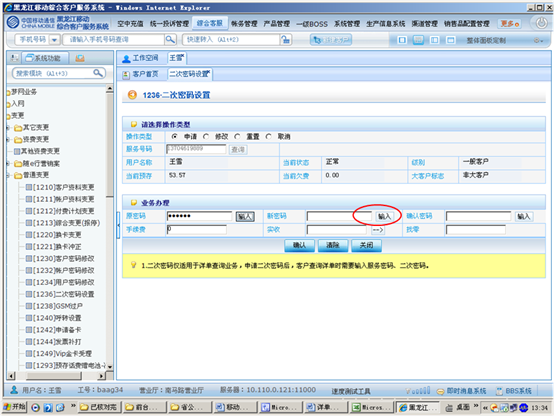 黑龙江移动综合客户服务系统 - Windows Internet Explorer
中国移动通信
CHINA MOBILE
黑龙江移动
综合客户服务系统
空中充值 统一投诉管理 综合客服 帐务管理 产品管理 一级BOSS 系统管理 生产信息系统 渠道管理 销售品配置管理 更多
手机号码 请输入手机号码查询 快速转入 (Alt+2) 整体面板定制
系统功能
搜索模块 (Alt+3)
梦网业务
入网
变更
其它变更
资费变更
其他资费变更
随e行营销案
普通变更
[1210]客户资料变更
[1211]帐户资料变更
[1214]付费计划变更
[1213]综合变更(报停)
[1220]换卡变更
[1221]换卡冲正
[1230]客户密码修改
[1232]帐户密码修改
[1234]用户密码修改
[1236]二次密码设置
[1238]GSM过户
[1240]呼转设置
[1242]申请备卡
[1244]发票打打
[1249]Vip金卡受理
工作空间 王雪
客户首页 二次密码设置
1236-二次密码设置
请选择操作类型
操作类型 申请 修改 重置 取消
服务号码 13704619889 查询
用户名称 王雪 当前状态 正常 级别 一般客户
当前预存 53.57 当前欠费 0.00 大客户标志 非大客户
业务办理
原密码 ●●●●●● 输入 新密码 输入 确认密码 输入
手续费 0 实收 --> 找零
确认 清除 关闭
1.二次密码仅适用于详单查询业务，申请二次密码后，客户查询详单时需要输入服务密码、二次密码。
用户名：王雪 工号：baag34 营业厅：南马路营业厅 服务器：10.110.0.121:11000 速度测试工具 即时消息系统 BBS系统
开始 已核对完 前台... 省公... 移动... Micro... 详单... Micros... 黑龙江... 桌面 13:34